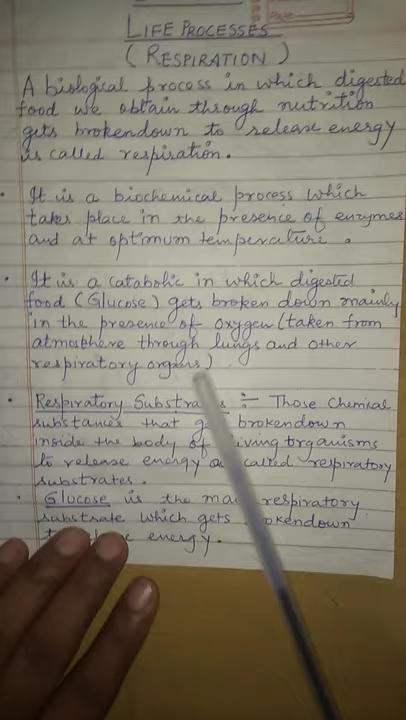 LIFE PROCESSES
(RESPIRATION)
A biological process in which digested
food we obtain through nutrition
gets brokendown to release energy
is called respiration.
• It is a biochemical process which
takes place in the presence of enzymes
and at optimum temperature.
• It is a catabolic in which digested
food (Glucose) gets broken down mainly
in the presence of oxygen (taken from
atmosphere through lungs and other
respiratory organs)
• Respiratory Substrates :- Those Chemical
substances that brokendown
inside the body of living organisms
to release energy called respiratory
substrates.
• Glucose is the respiratory
substrate which gets
energy.